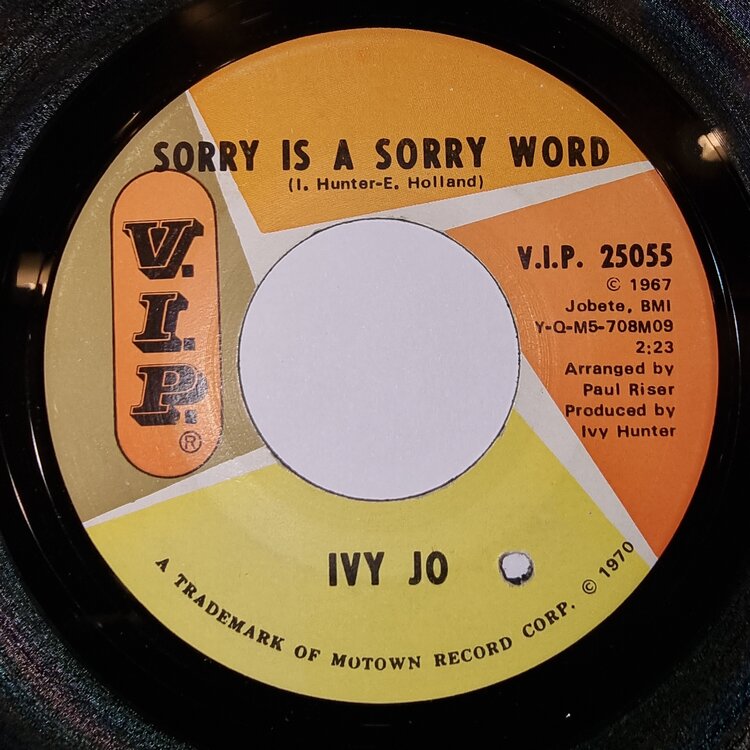 SORRY IS A SORRY WORD
(I. Hunter-E. Holland)
V.I.P.
®
V.I.P. 25055
© 1967
Jobete, BMI
Y-Q-M5-708M09
2:23
Arranged by
Paul Riser
Produced by
Ivy Hunter
IVY JO
A TRADEMARK OF MOTOWN RECORD CORP. © 1970